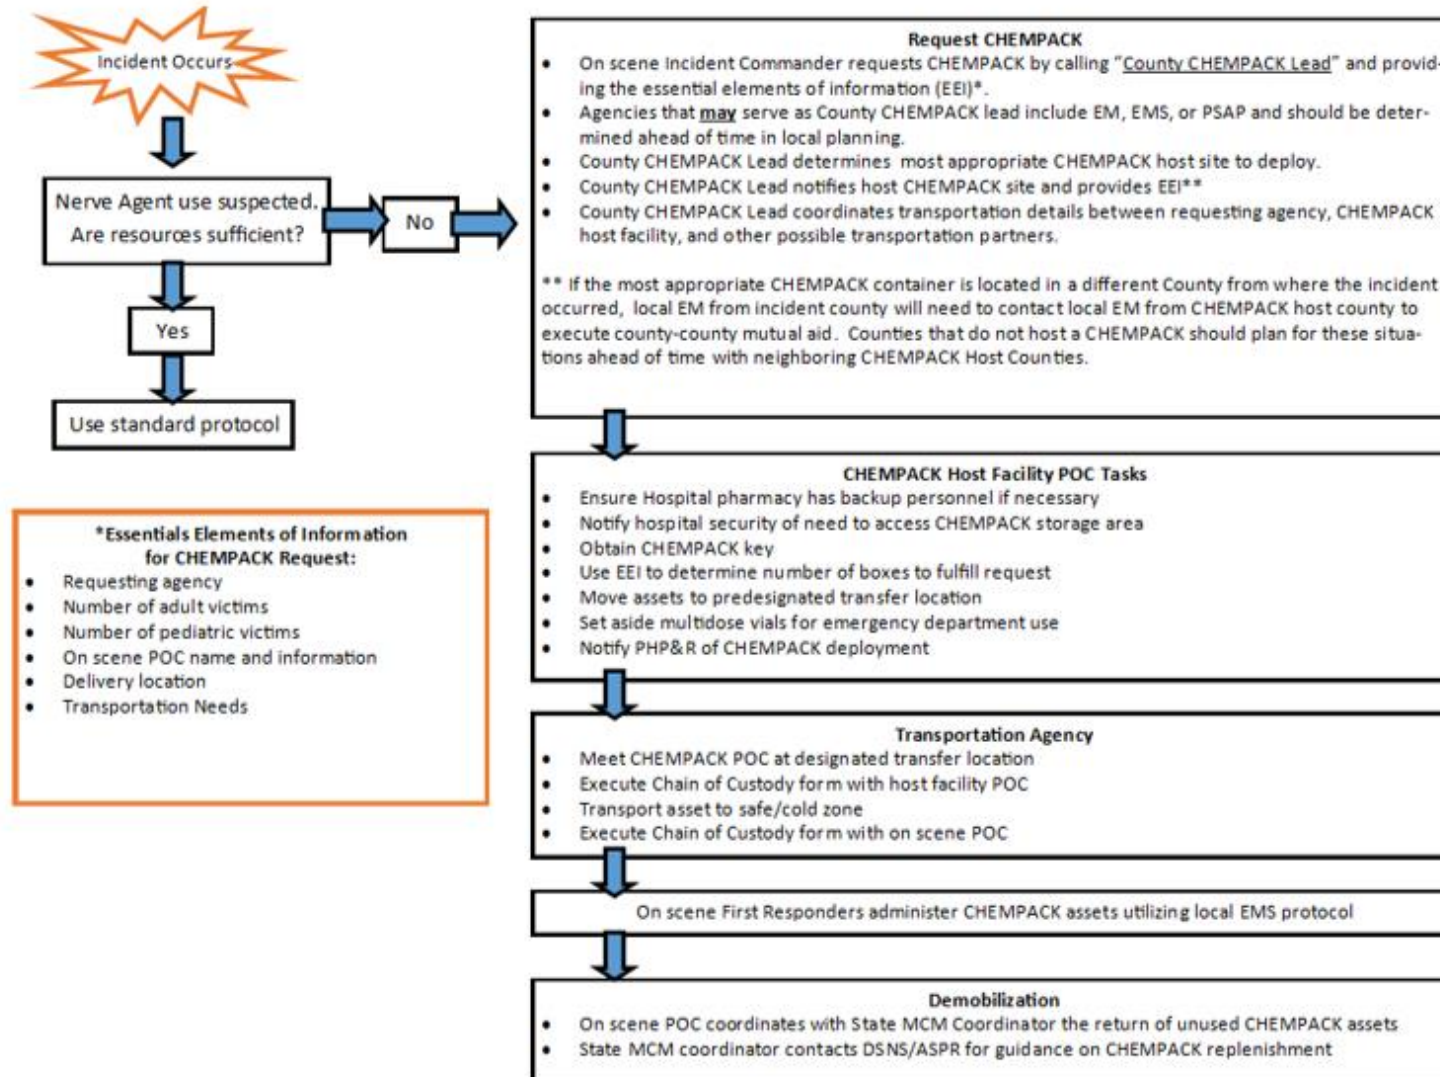 Incident Occurs
Nerve Agent use suspected.
Are resources sufficient?
No
Yes
Use standard protocol
*Essentials Elements of Information
for CHEMPACK Request:
• Requesting agency
• Number of adult victims
• Number of pediatric victims
• On scene POC name and information
• Delivery location
• Transportation Needs
Request CHEMPACK
• On scene Incident Commander requests CHEMPACK by calling "County CHEMPACK Lead" and provid-
ing the essential elements of information (EEI)*.
• Agencies that may serve as County CHEMPACK lead include EM, EMS, or PSAP and should be deter-
mined ahead of time in local planning.
• County CHEMPACK Lead determines most appropriate CHEMPACK host site to deploy.
• County CHEMPACK Lead notifies host CHEMPACK site and provides EEI**
• County CHEMPACK Lead coordinates transportation details between requesting agency, CHEMPACK
host facility, and other possible transportation partners.
** If the most appropriate CHEMPACK container is located in a different County from where the incident
occurred, local EM from incident county will need to contact local EM from CHEMPACK host county to
execute county-county mutual aid. Counties that do not host a CHEMPACK should plan for these situa-
tions ahead of time with neighboring CHEMPACK Host Counties.
CHEMPACK Host Facility POC Tasks
• Ensure Hospital pharmacy has backup personnel if necessary
• Notify hospital security of need to access CHEMPACK storage area
• Obtain CHEMPACK key
• Use EEI to determine number of boxes to fulfill request
• Move assets to predesignated transfer location
• Set aside multidose vials for emergency department use
• Notify PHP&R of CHEMPACK deployment
Transportation Agency
• Meet CHEMPACK POC at designated transfer location
• Execute Chain of Custody form with host facility POC
• Transport asset to safe/cold zone
• Execute Chain of Custody form with on scene POC
On scene First Responders administer CHEMPACK assets utilizing local EMS protocol
Demobilization
• On scene POC coordinates with State MCM Coordinator the return of unused CHEMPACK assets
• State MCM coordinator contacts DSNS/ASPR for guidance on CHEMPACK replenishment